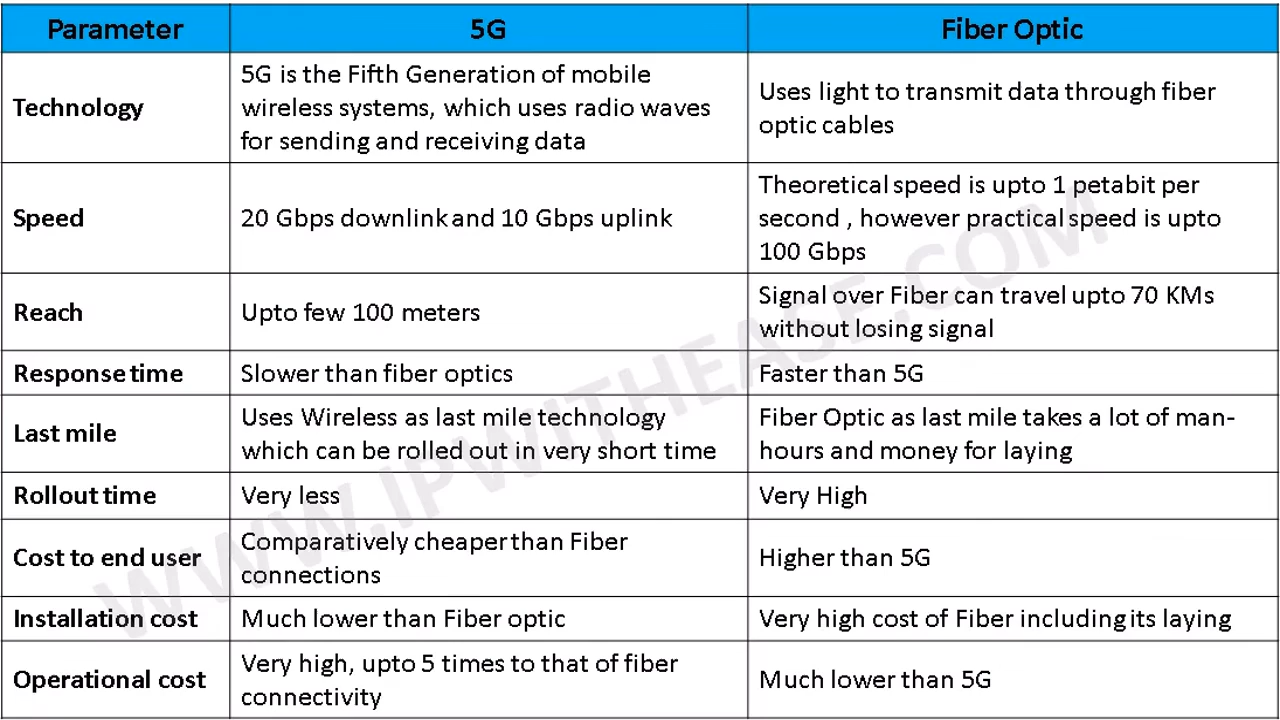 Parameter 5G Fiber Optic
Technology
5G is the Fifth Generation of mobile
wireless systems, which uses radio waves
for sending and receiving data
Uses light to transmit data through fiber
optic cables
Speed
20 Gbps downlink and 10 Gbps uplink
Theoretical speed is upto 1 petabit per
second , however practical speed is upto
100 Gbps
Reach
Upto few 100 meters
Signal over Fiber can travel upto 70 KMs
without losing signal
Response time
Slower than fiber optics
Faster than 5G
Last mile
Uses Wireless as last mile technology
which can be rolled out in very short time
Fiber Optic as last mile takes a lot of man-
hours and money for laying
Rollout time
Very less
Very High
Cost to end user
Comparatively cheaper than Fiber
connections
Higher than 5G
Installation cost
Much lower than Fiber optic
Very high cost of Fiber including its laying
Operational cost
Very high, upto 5 times to that of fiber
connectivity
Much lower than 5G
WWW.IPWITHEASE.COM